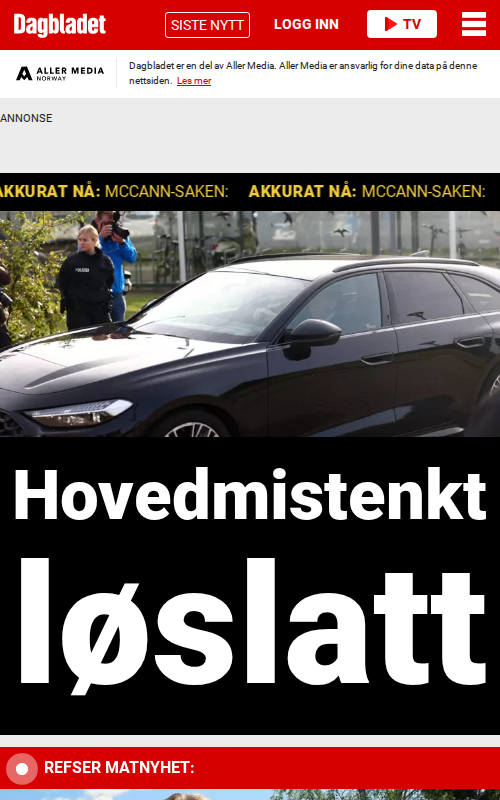 Dagbladet
SISTE NYTT
LOGG INN
TV
ALLER MEDIA
NORWAY
Dagbladet er en del av Aller Media. Aller Media er ansvarlig for dine data på denne
nettsiden. Les mer
ANNONSE
AKKURAT NÅ: MCCANN-SAKEN: AKKURAT NÅ: MCCANN-SAKEN:
POLIZEI
Hovedmistenkt
løslatt
REFSER MATNYHET: